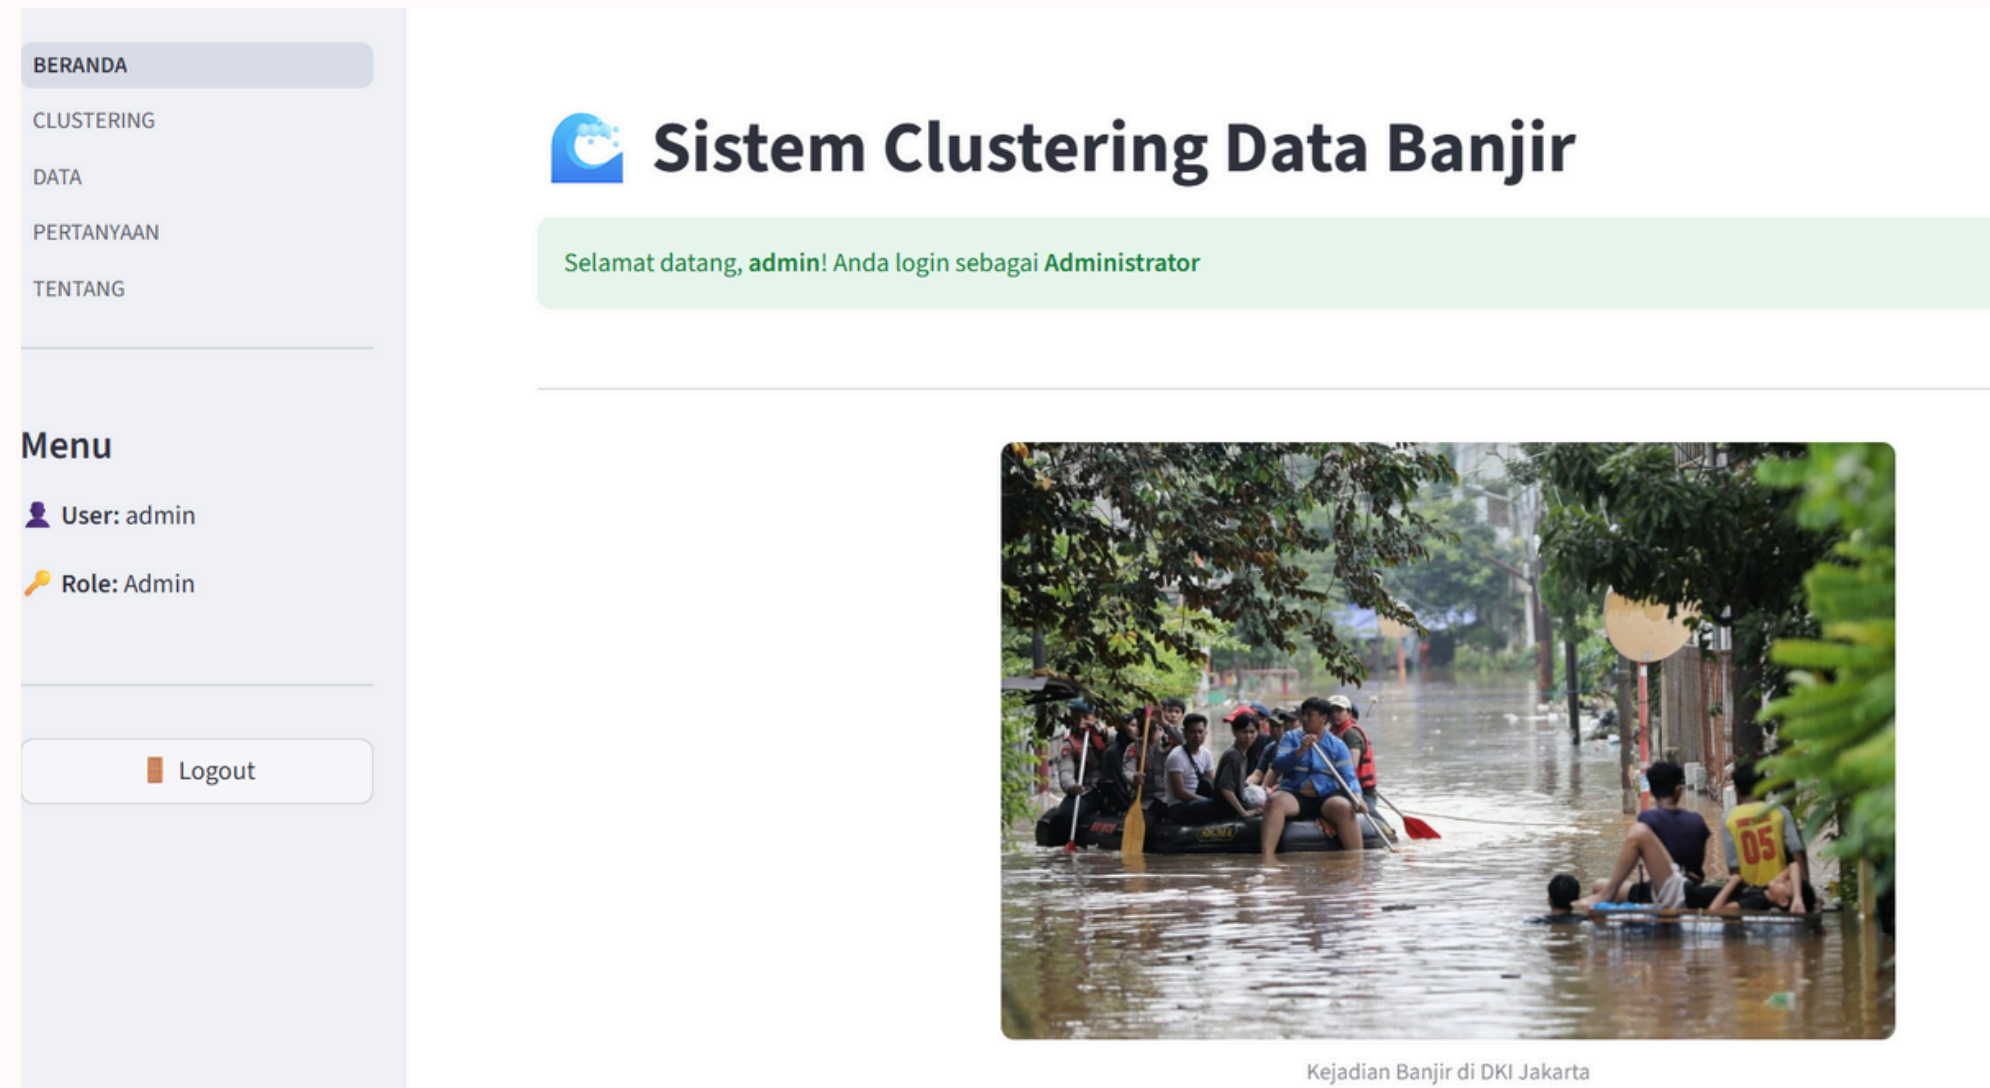 BERANDA
CLUSTERING
DATA
PERTANYAAN
TENTANG
Menu
User: admin
Role: Admin
Logout
Sistem Clustering Data Banjir
Selamat datang, admin! Anda login sebagai Administrator
05
Kejadian Banjir di DKI Jakarta